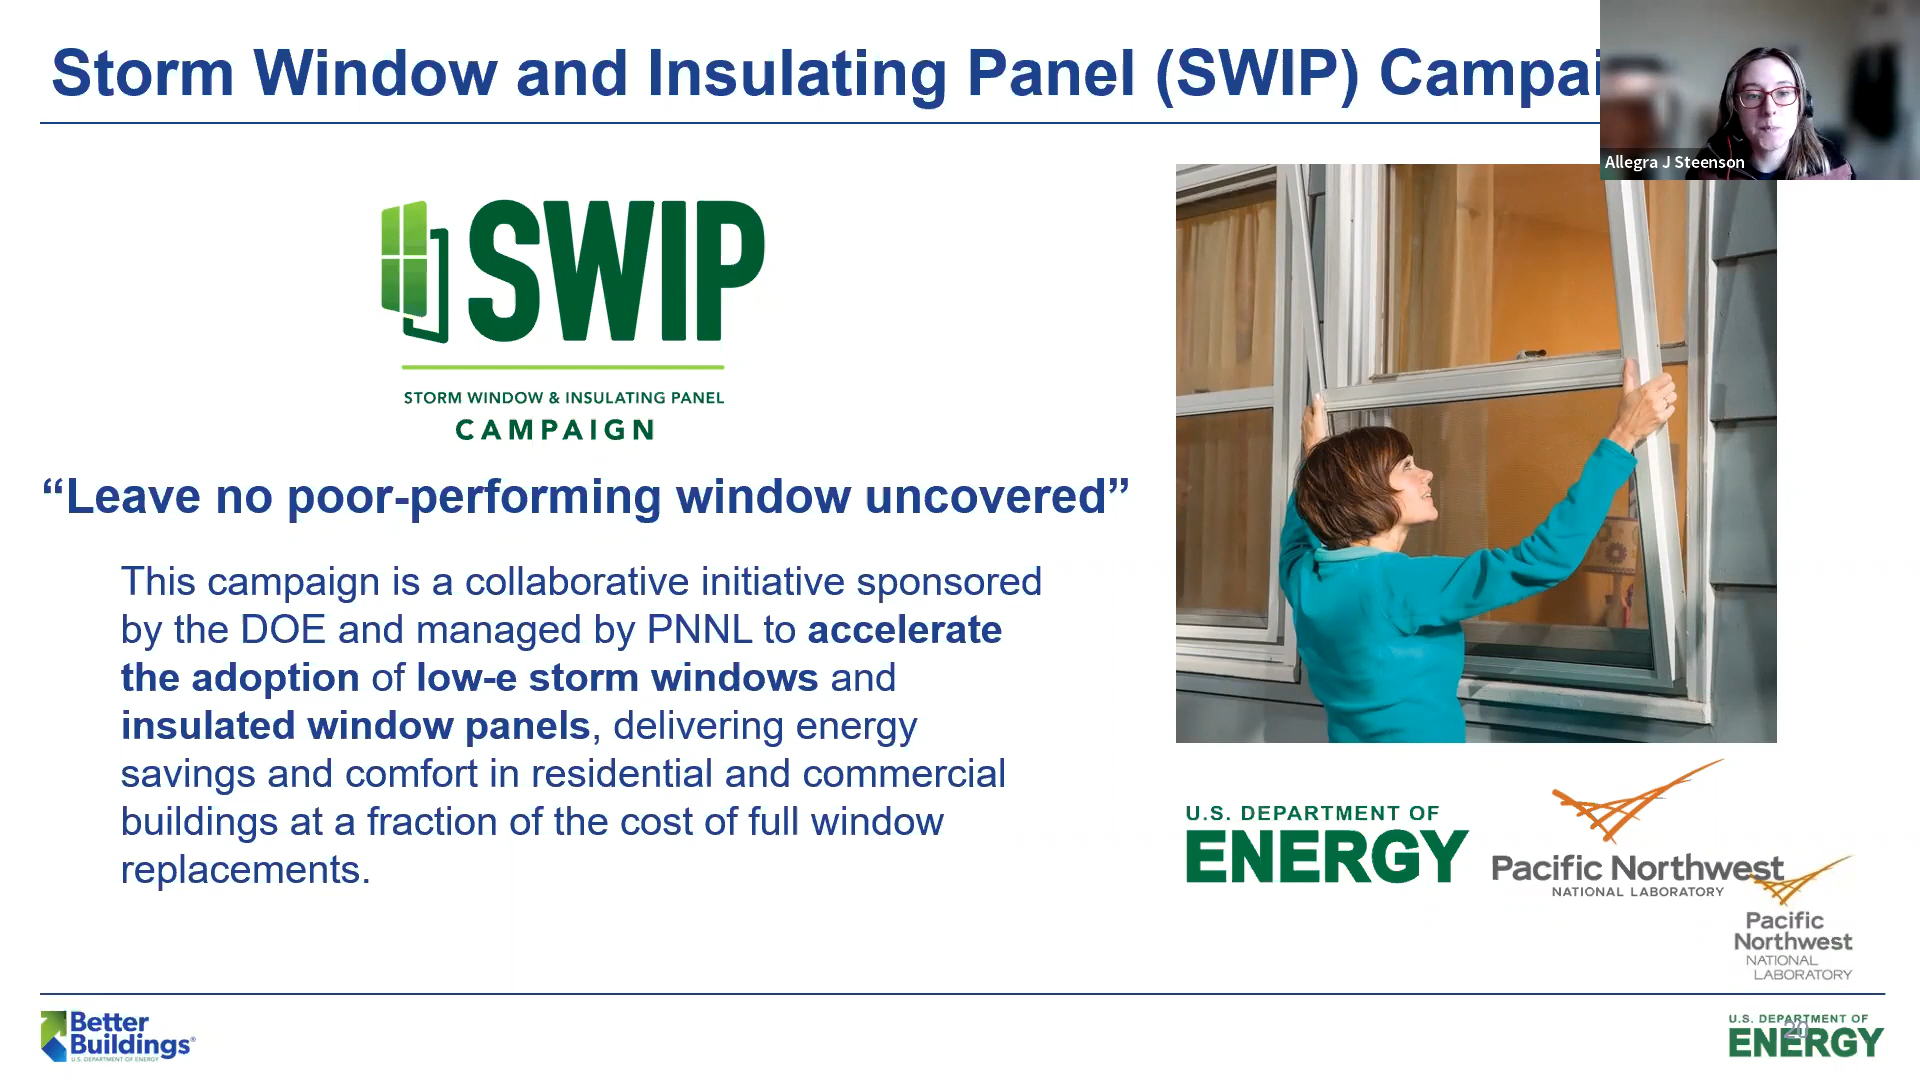 Storm Window and Insulating Panel (SWIP) Campai
Allegra J Steenson
SWIP
STORM WINDOW & INSULATING PANEL
CAMPAIGN
“Leave no poor-performing window uncovered”
This campaign is a collaborative initiative sponsored
by the DOE and managed by PNNL to accelerate
the adoption of low-e storm windows and
insulated window panels, delivering energy
savings and comfort in residential and commercial
buildings at a fraction of the cost of full window
replacements.
U.S. DEPARTMENT OF
ENERGY
Pacific Northwest
NATIONAL LABORATORY
Pacific
Northwest
NATIONAL
LABORATORY
Better
Buildings®
U.S. DEPARTMENT OF ENERGY
U.S. DEPARTMENT OF
ENERGY
20